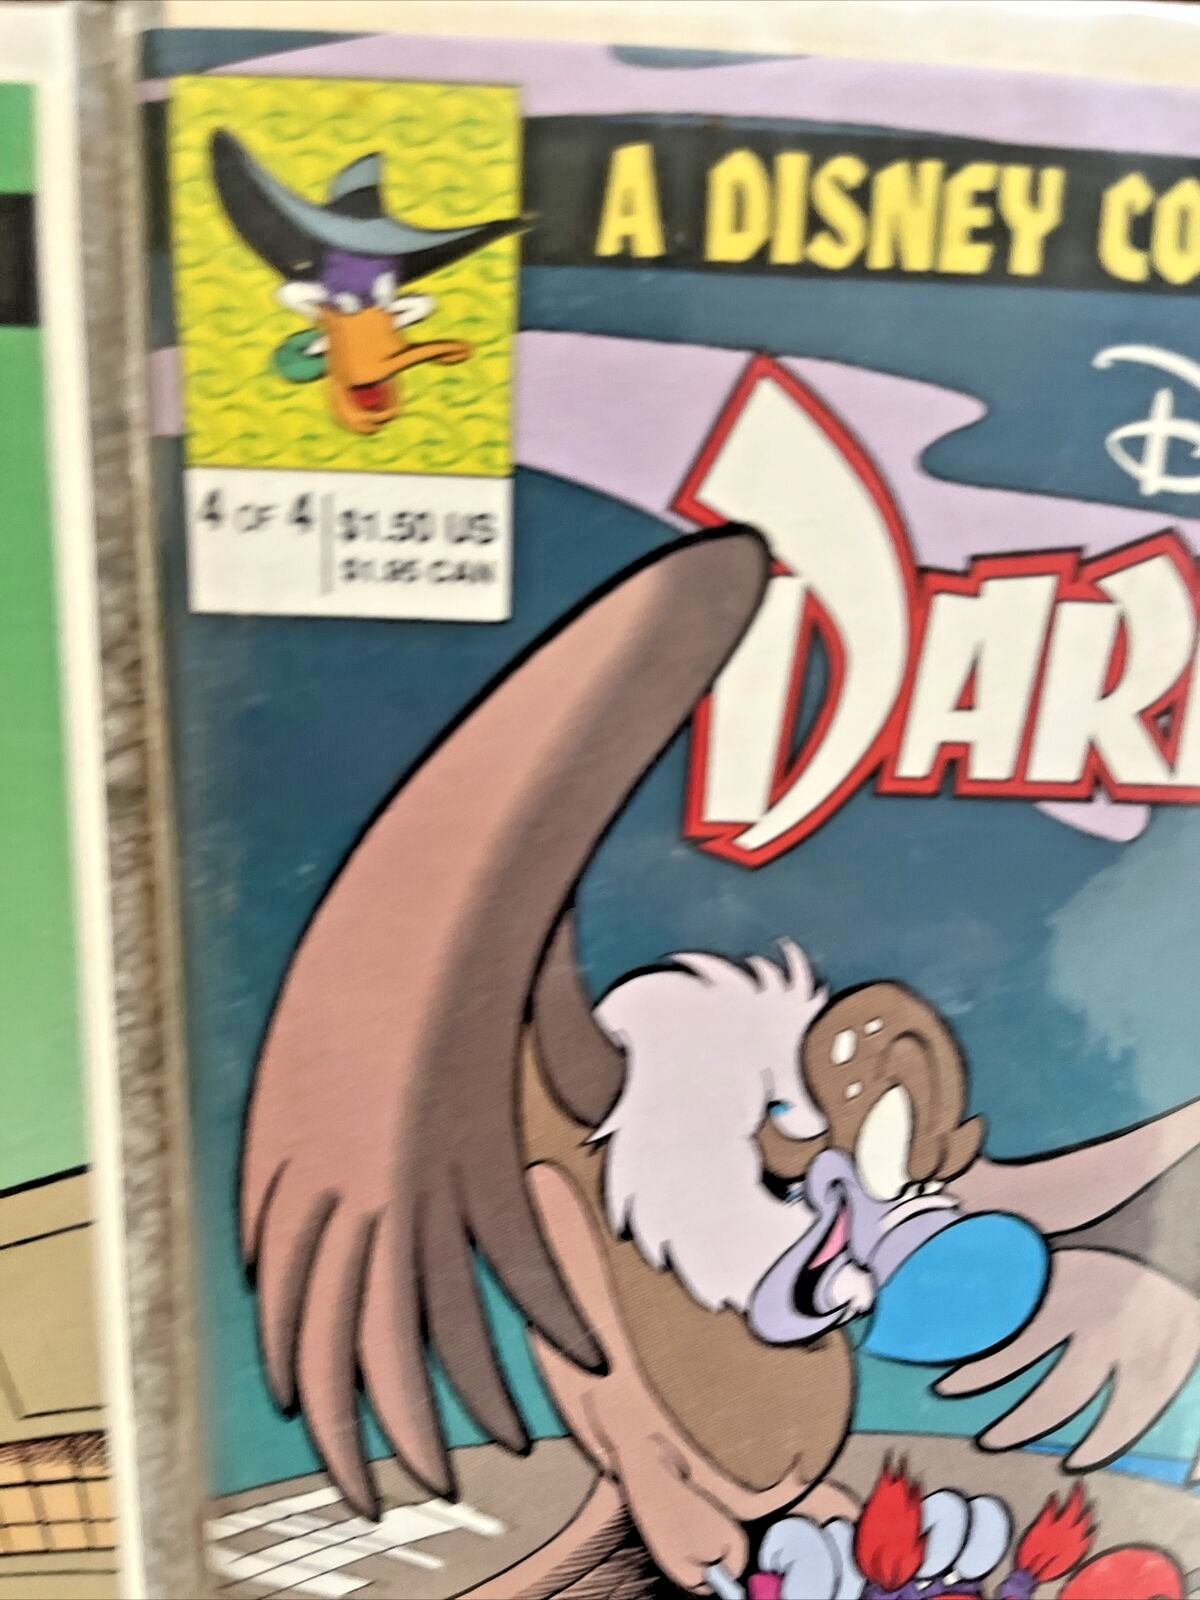 A DISNEY CO
D
DAR
4 OF 4 $1.50 US
$1.95 CAN